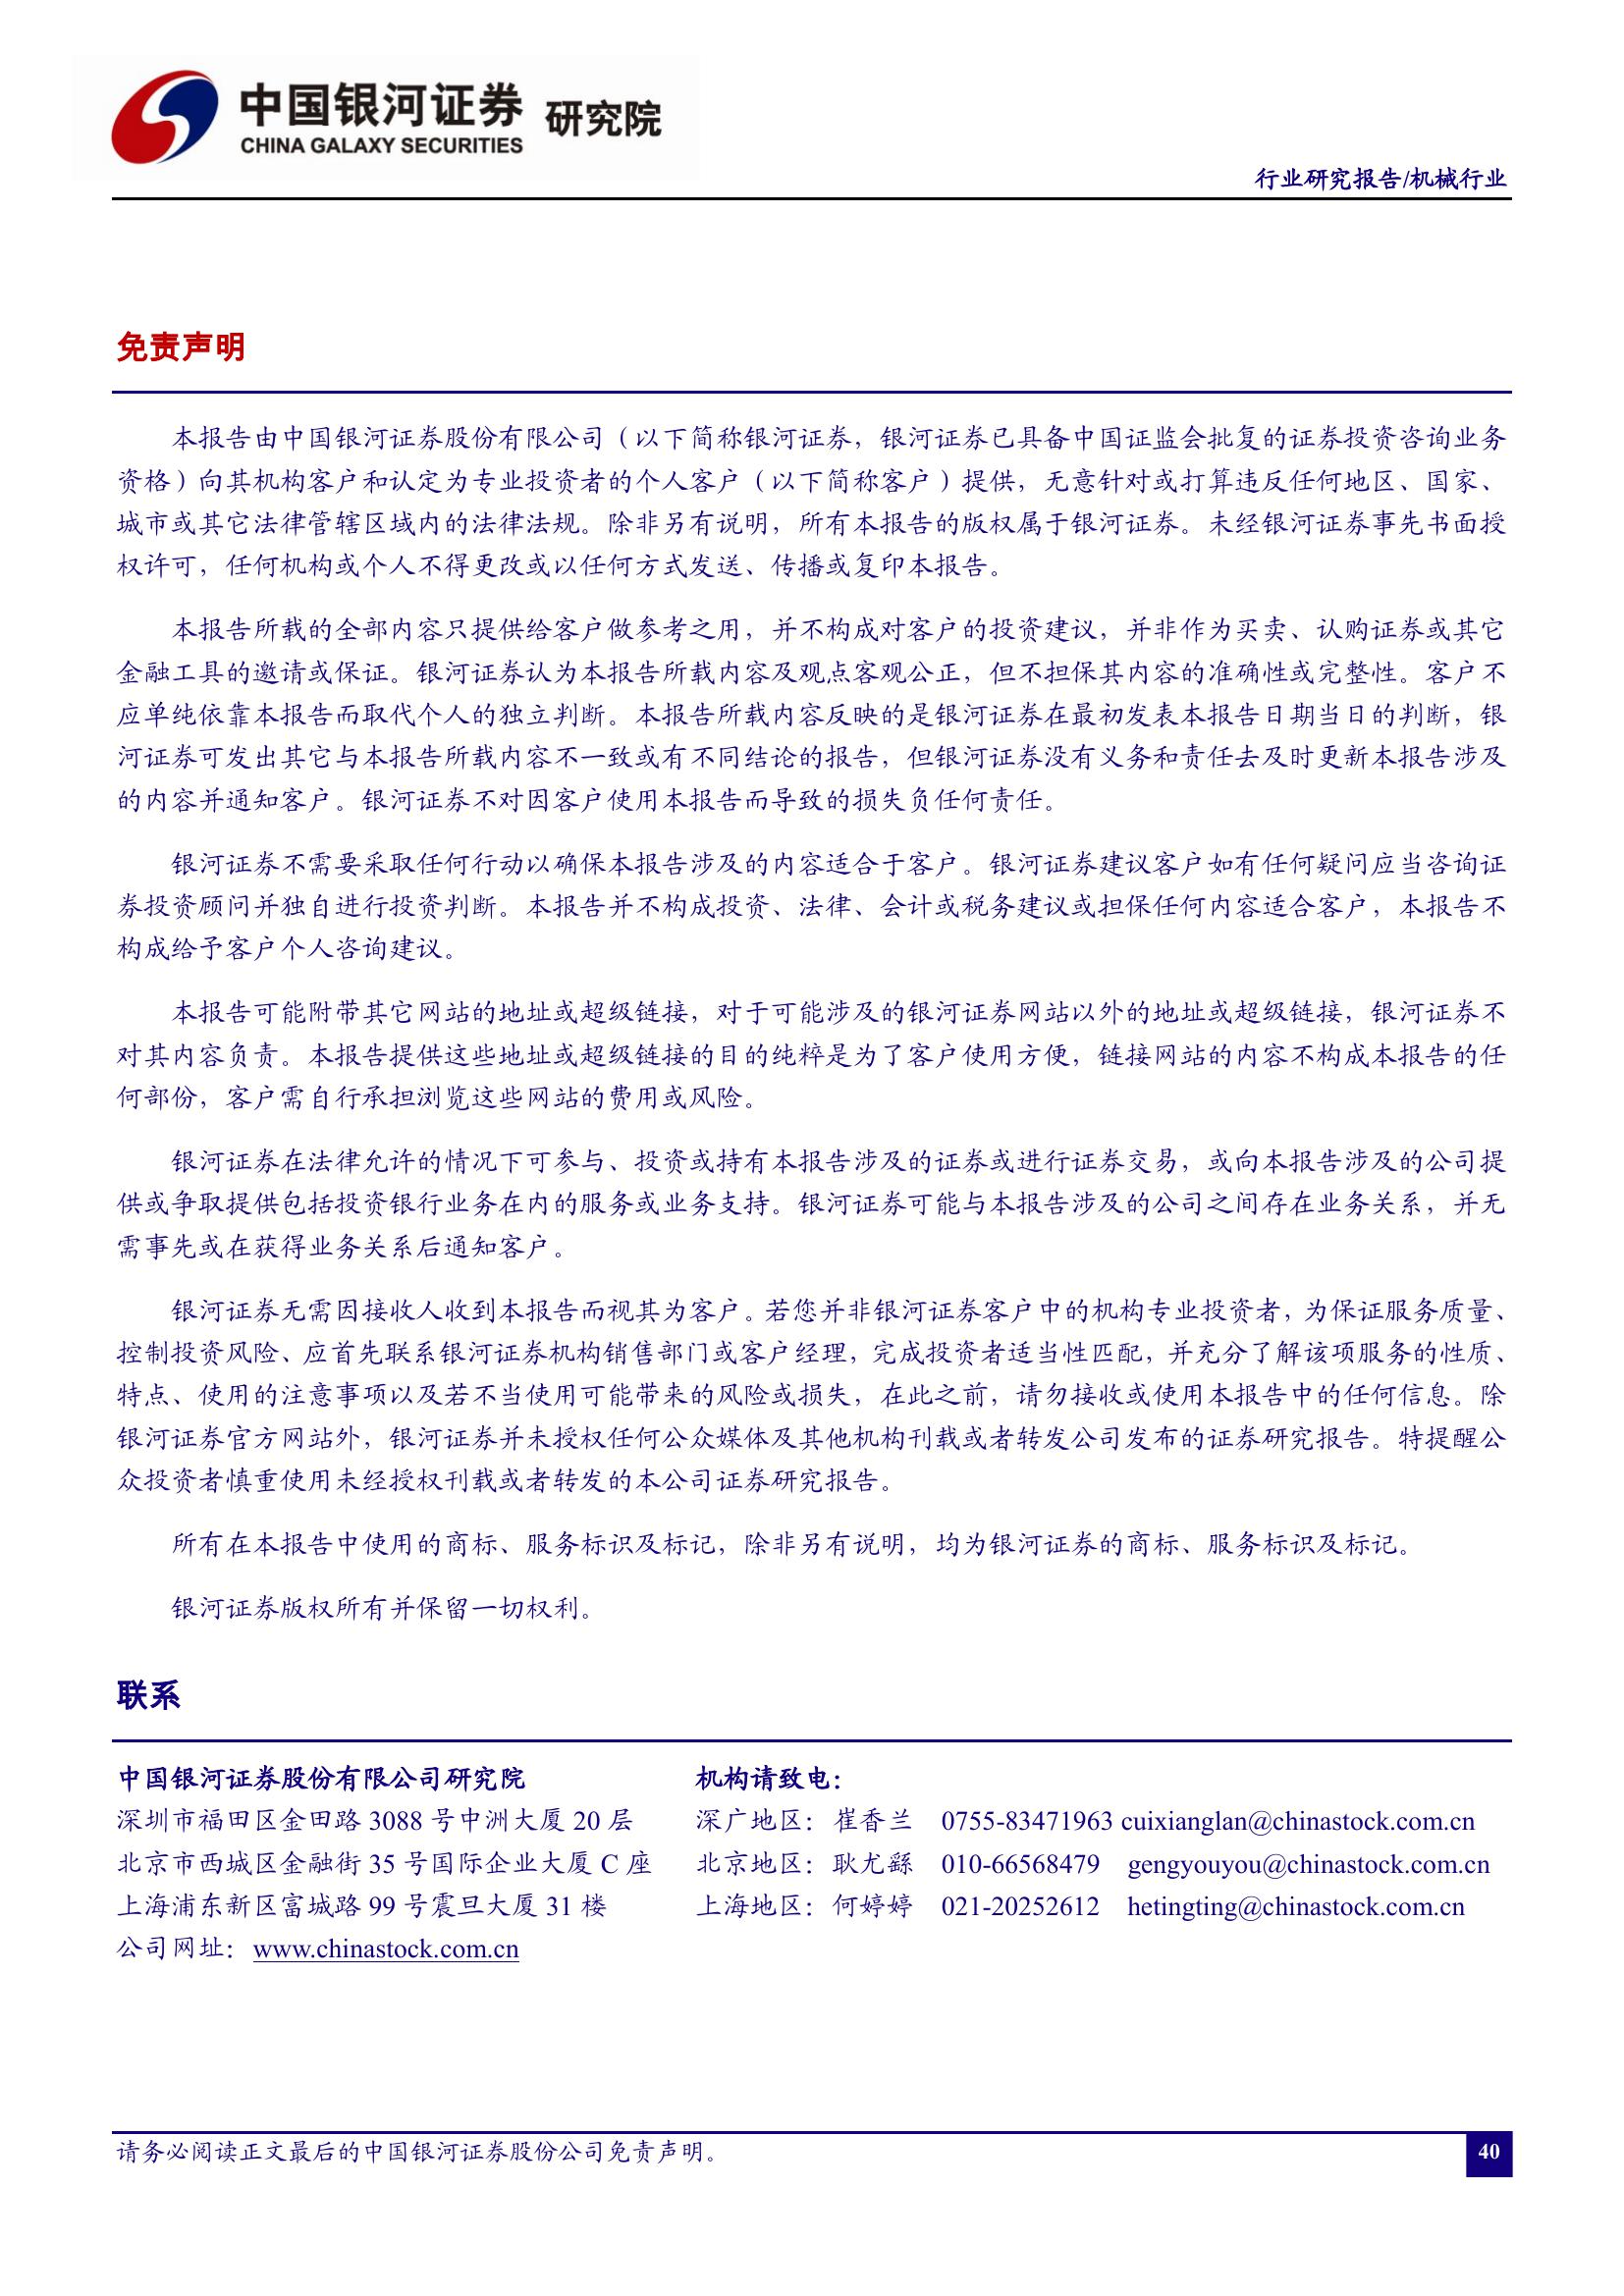 中国银河证券 研究院
CHINA GALAXY SECURITIES
行业研究报告/机械行业
免责声明
本报告由中国银河证券股份有限公司（以下简称银河证券，银河证券已具备中国证监会批复的证券投资咨询业务
资格）向其机构客户和认定为专业投资者的个人客户（以下简称客户）提供，无意针对或打算违反任何地区、国家、
城市或其它法律管辖区域内的法律法规。除非另有说明，所有本报告的版权属于银河证券。未经银河证券事先书面授
权许可，任何机构或个人不得更改或以任何方式发送、传播或复印本报告。
本报告所载的全部内容只提供给客户做参考之用，并不构成对客户的投资建议，并非作为买卖、认购证券或其它
金融工具的邀请或保证。银河证券认为本报告所载内容及观点客观公正，但不担保其内容的准确性或完整性。客户不
应单纯依靠本报告而取代个人的独立判断。本报告所载内容反映的是银河证券在最初发表本报告日期当日的判断，银
河证券可发出其它与本报告所载内容不一致或有不同结论的报告，但银河证券没有义务和责任去及时更新本报告涉及
的内容并通知客户。银河证券不对因客户使用本报告而导致的损失负任何责任。
银河证券不需要采取任何行动以确保本报告涉及的内容适合于客户。银河证券建议客户如有任何疑问应当咨询证
券投资顾问并独自进行投资判断。本报告并不构成投资、法律、会计或税务建议或担保任何内容适合客户，本报告不
构成给予客户个人咨询建议。
本报告可能附带其它网站的地址或超级链接，对于可能涉及的银河证券网站以外的地址或超级链接，银河证券不
对其内容负责。本报告提供这些地址或超级链接的目的纯粹是为了客户使用方便，链接网站的内容不构成本报告的任
何部份，客户需自行承担浏览这些网站的费用或风险。
银河证券在法律允许的情况下可参与、投资或持有本报告涉及的证券或进行证券交易，或向本报告涉及的公司提
供或争取提供包括投资银行业务在内的服务或业务支持。银河证券可能与本报告涉及的公司之间存在业务关系，并无
需事先或在获得业务关系后通知客户。
银河证券无需因接收人收到本报告而视其为客户。若您并非银河证券客户中的机构专业投资者，为保证服务质量、
控制投资风险、应首先联系银河证券机构销售部门或客户经理，完成投资者适当性匹配，并充分了解该项服务的性质、
特点、使用的注意事项以及若不当使用可能带来的风险或损失，在此之前，请勿接收或使用本报告中的任何信息。除
银河证券官方网站外，银河证券并未授权任何公众媒体及其他机构刊载或者转发公司发布的证券研究报告。特提醒公
众投资者慎重使用未经授权刊载或者转发的本公司证券研究报告。
所有在本报告中使用的商标、服务标识及标记，除非另有说明，均为银河证券的商标、服务标识及标记。
银河证券版权所有并保留一切权利。
联系
中国银河证券股份有限公司研究院 机构请致电：
深圳市福田区金田路 3088 号中洲大厦 20 层 深广地区：崔香兰 0755-83471963 cuixianglan@chinastock.com.cn
北京市西城区金融街 35 号国际企业大厦 C 座 北京地区：耿尤繇 010-66568479 gengyouyou@chinastock.com.cn
上海浦东新区富城路 99 号震旦大厦 31 楼 上海地区：何婷婷 021-20252612 hetingting@chinastock.com.cn
公司网址：www.chinastock.com.cn
请务必阅读正文最后的中国银河证券股份公司免责声明。
40